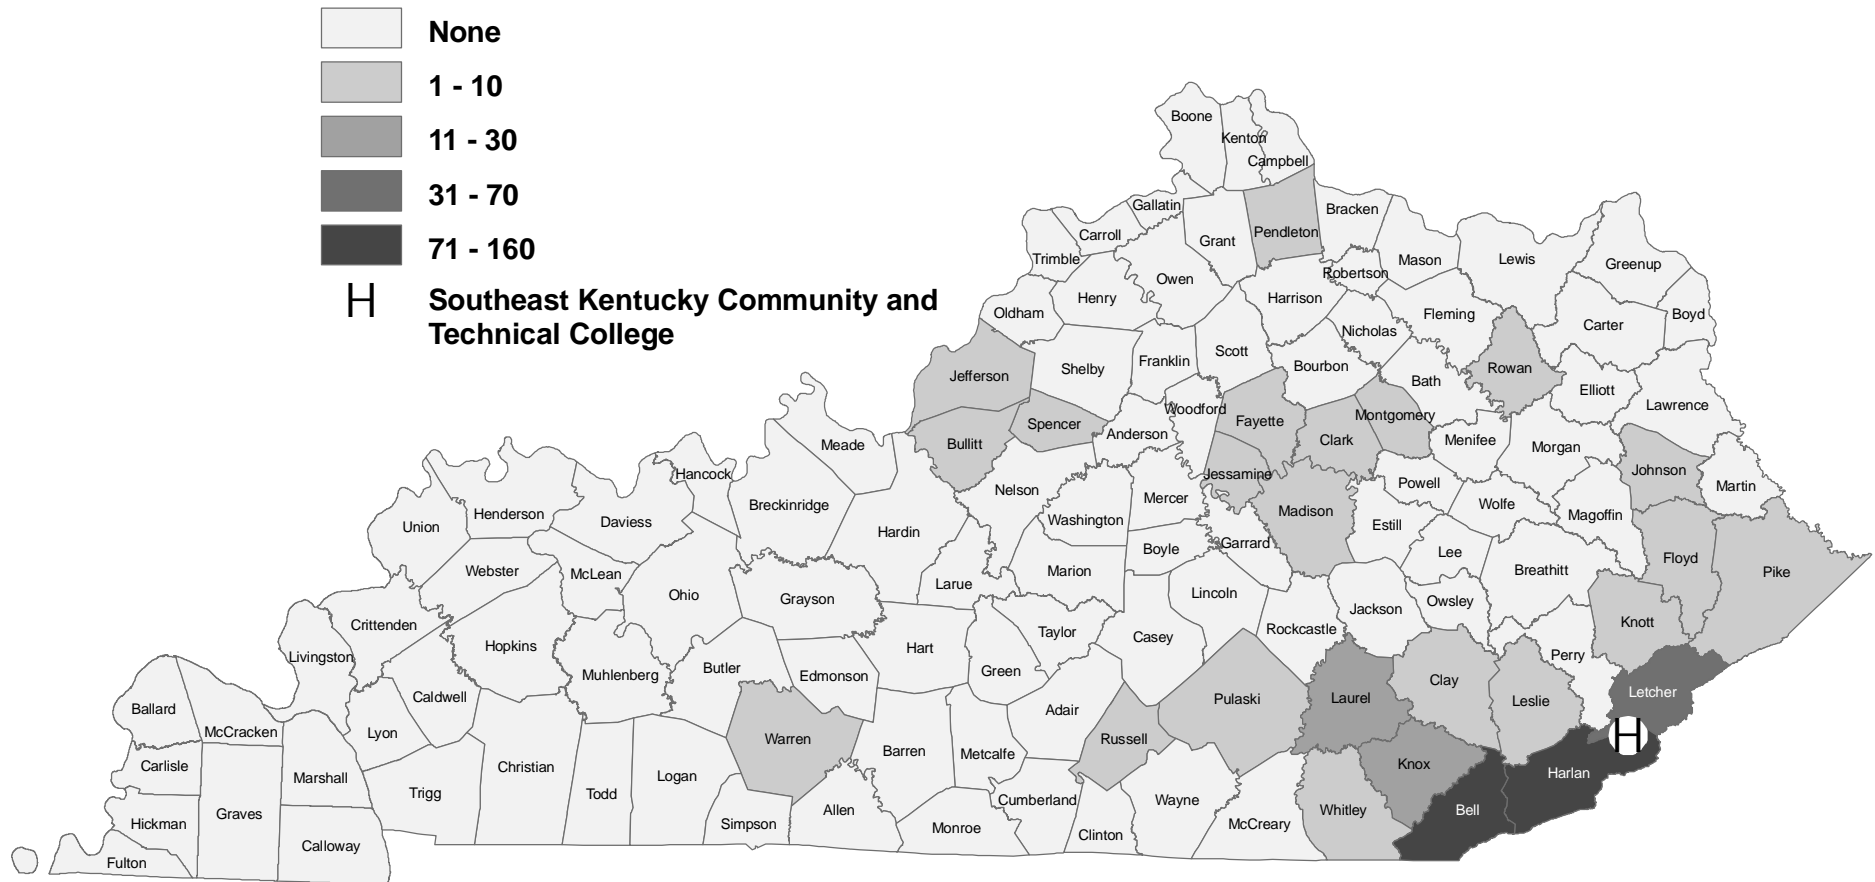 None
1 - 10
11 - 30
31 - 70
71 - 160
H
Southeast Kentucky Community and
Technical College
Boone
Kenton
Campbell
Gallatin
Carroll
Trimble
Grant
Pendleton
Bracken
Owen
Robertson
Mason
Lewis
Greenup
Henry
Oldham
Harrison
Nicholas
Fleming
Carter
Boyd
Jefferson
Shelby
Franklin
Scott
Bourbon
Bath
Rowan
Elliott
Lawrence
Woodford
Fayette
Montgomery
Spencer
Bullitt
Anderson
Clark
Menifee
Morgan
Johnson
Martin
Meade
Hancock
Breckinridge
Nelson
Mercer
Jessamine
Powell
Wolfe
Magoffin
Henderson
Union
Daviess
Hardin
Washington
Madison
Estill
Boyle
Garrard
Lee
Breathitt
Floyd
Pike
Webster
McLean
Ohio
Grayson
Larue
Marion
Lincoln
Jackson
Owsley
Crittenden
Hopkins
Livingston
Muhlenberg
Butler
Edmonson
Hart
Green
Taylor
Casey
Rockcastle
Knott
Perry
Caldwell
Lyon
Ballard
McCracken
Adair
Pulaski
Laurel
Clay
Leslie
Letcher
Warren
Russell
H
Carlisle
Marshall
Christian
Barren
Metcalfe
Knox
Harlan
Trigg
Todd
Logan
Hickman
Graves
Simpson
Allen
Monroe
Cumberland
Clinton
Wayne
McCreary
Whitley
Bell
Calloway
Fulton